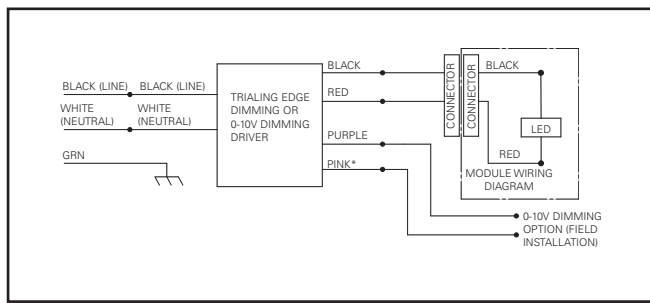 BLACK (LINE)
BLACK (LINE)
WHITE
(NEUTRAL)
WHITE
(NEUTRAL)
GRN
TRIALING EDGE
DIMMING OR
0-10V DIMMING
DRIVER
BLACK
RED
PURPLE
PINK*
CONNECTOR
CONNECTOR
BLACK
LED
RED
MODULE WIRING
DIAGRAM
0-10V DIMMING
OPTION (FIELD
INSTALLATION)